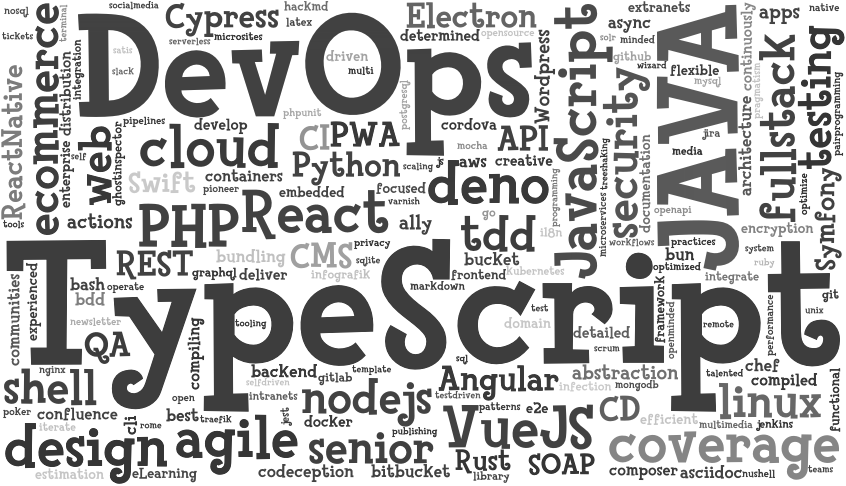 nosql
socialmedia
Cypress
hackmd
latex
Electron
extranets
apps
native
tickets
terminal
serverless
microsites
determined
opensource
async
solr
minded
github
wizard
continuously
DevOps
satis
slack
integration
driven
multi
postgresql
Wordpress
JavaScript
flexible
mysql
JAVA
pragmatism
fullstack
testing
pairprogramming
ReactNative
ecommerce
enterprise
distribution
phpunit
pipelines
develop
CI
PWA
cordova
API
mocha
jira
media
architecture
security
documentation
treeshaking
microservices
web
ghostinspector
self
cloud
Python
scaling
js
aws
creative
programming
Swift
containers
pioneer
embedded
focused
varnish
deno
go
i18n
openapi
optimize
Symfony
encryption
tools
actions
PHP
React
ally
tdd
workflows
practices
bun
optimized
system
ruby
integrate
REST
graphql
bundling
CMS
privacy
sqlite
bucket
frontend
kubernetes
deliver
infografik
markdown
communities
experienced
bash
operate
bdd
newsletter
TypeScript
tooling
test
domain
detailed
scrum
framework
openminded
remote
performance
git
unix
QA
compiling
nginx
backend
selfdriven
gitlab
template
sql
Angular
testdriven
infection
abstraction
mongodb
talented
chef
compiled
functional
shell
open
intranets
nodejs
patterns
e2e
CD
efficient
linux
multimedia
jenkins
poker
confluence
cli
rome
best
traefik
jest
docker
publishing
VueJS
iterate
design
agile
senior
coverage
estimation
eLearning
codeception
bitbucket
Rust
library
SOAP
composer
asciidoc
nushell
teams